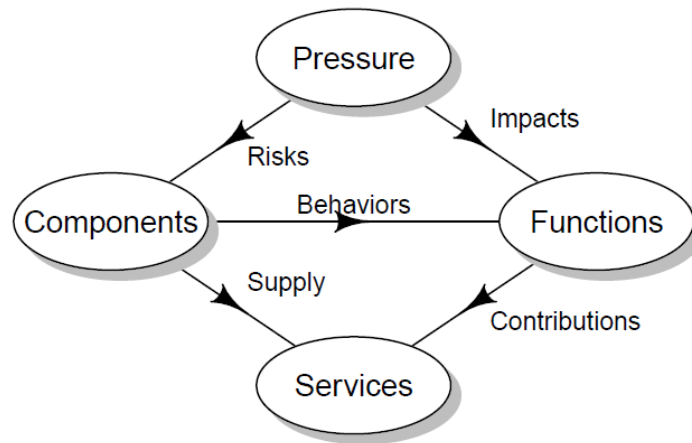 Pressure
Impacts
Risks
Components
Behaviors
Functions
Supply
Contributions
Services